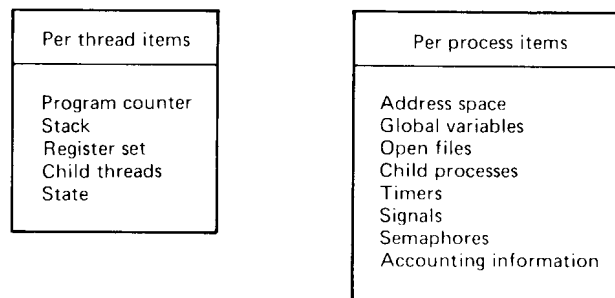 Per thread items
Program counter
Stack
Register set
Child threads
State
Per process items
Address space
Global variables
Open files
Child processes
Timers
Signals
Semaphores
Accounting information